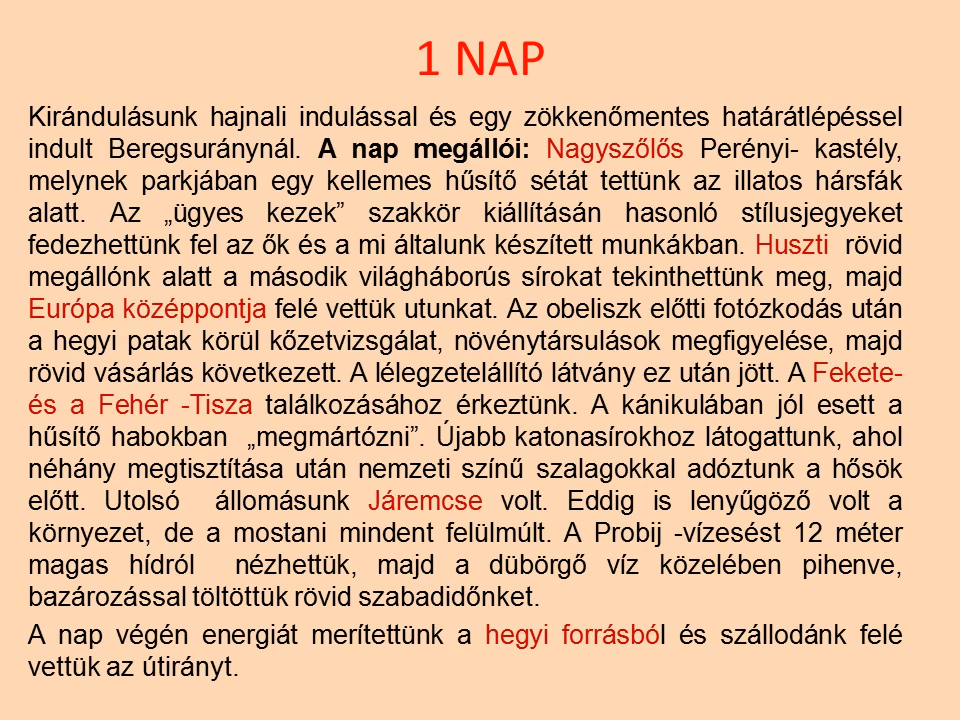 1 NAP
Kirándulásunk hajnali indulással és egy zökkenőmentes határátlépéssel
indult Beregsuránynál. A nap megállói: Nagyszőlős Perényi- kastély,
melynek parkjában egy kellemes hűsítő sétát tettünk az illatos hársfák
alatt. Az „ügyes kezek” szakkör kiállításán hasonló stílusjegyeket
fedezhettünk fel az ők és a mi általunk készített munkákban. Huszti rövid
megállónk alatt a második világháborús sírokat tekinthettünk meg, majd
Európa középpontja felé vettük utunkat. Az obeliszk előtti fotózkodás után
a hegyi patak körül kőzetvizsgálat, növénytársulások megfigyelése, majd
rövid vásárlás következett. A lélegzetelállító látvány ez után jött. A Fekete-
és a Fehér -Tisza találkozásához érkeztünk. A kánikulában jól esett a
hűsítő habokban „megmártózni”. Újabb katonasírokhoz látogattunk, ahol
néhány megtisztítása után nemzeti színű szalagokkal adóztunk a hősök
előtt. Utolsó állomásunk Járemcse volt. Eddig is lenyűgöző volt a
környezet, de a mostani mindent felülmúlt. A Probij -vízesést 12 méter
magas hídról nézhettük, majd a dübörgő víz közelében pihenve,
bazározással töltöttük rövid szabadidőnket.
A nap végén energiát merítettünk a hegyi forrásból és szállodánk felé
vettük az útirányt.